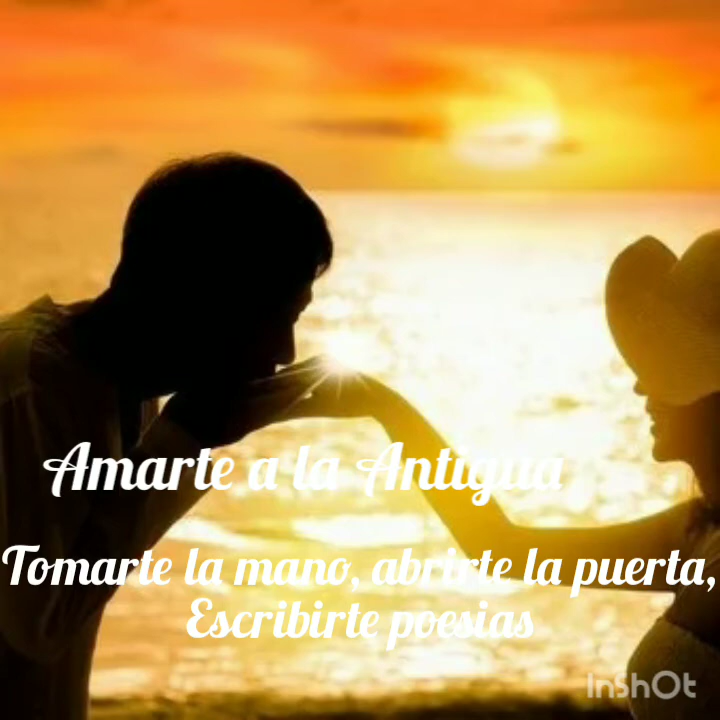 Amarte a la Antigua
Tomarte la mano, abrirte la puerta,
Escribirte poesias
InShOt